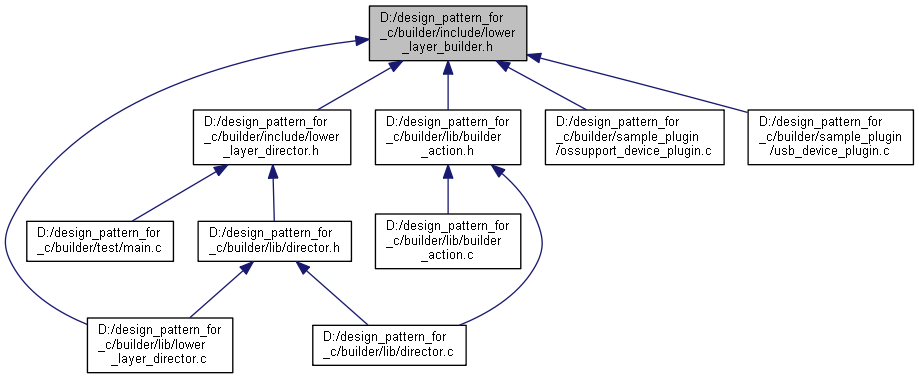 D:/design_pattern_for
_c/builder/include/lower
_layer_builder.h
D:/design_pattern_for
_c/builder/include/lower
_layer_director.h
D:/design_pattern_for
_c/builder/lib/builder
_action.h
D:/design_pattern_for
_c/builder/sample_plugin
/ossupport_device_plugin.c
D:/design_pattern_for
_c/builder/sample_plugin
/usb_device_plugin.c
D:/design_pattern_for
_c/builder/test/main.c
D:/design_pattern_for
_c/builder/lib/director.h
D:/design_pattern_for
_c/builder/lib/builder
_action.c
D:/design_pattern_for
_c/builder/lib/lower
_layer_director.c
D:/design_pattern_for
_c/builder/lib/director.c